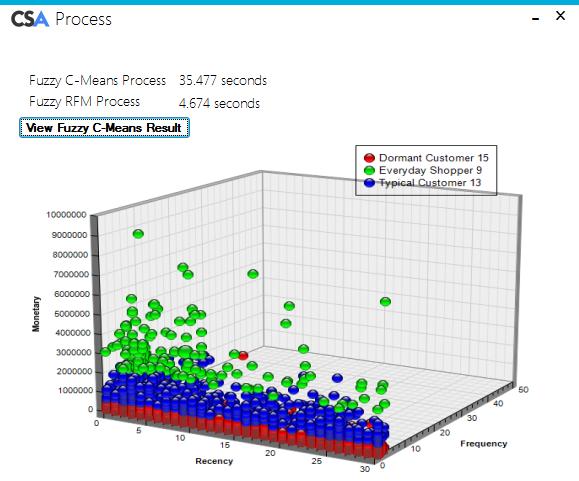 CSA Process
Fuzzy C-Means Process 35.477 seconds
Fuzzy RFM Process 4.674 seconds
View Fuzzy C-Means Result
Dormant Customer 15
Everyday Shopper 9
Typical Customer 13
10000000
9000000
8000000
7000000
6000000
5000000
4000000
3000000
2000000
1000000
0
Monetary
0
5
10
15
20
25
30
Recency
0
10
20
30
40
50
Frequency